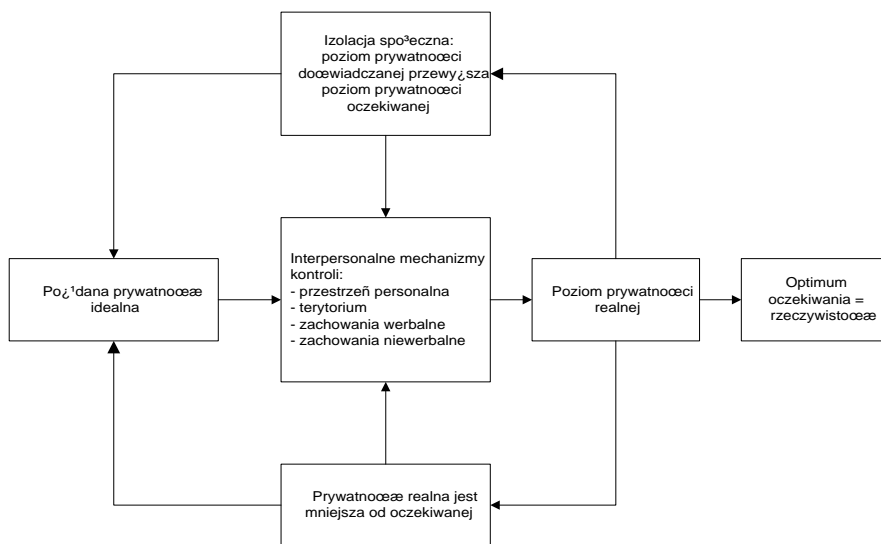 Izolacja spo³eczna:
poziom prywatnoœci
doœwiadczanej przewy¿sza
poziom prywatnoœci
oczekiwanej
Po¿¹dana prywatnoœæ
idealna
Interpersonalne mechanizmy
kontroli:
- przestrzeñ personalna
- terytorium
- zachowania werbalne
- zachowania niewerbalne
Poziom prywatnoœci
realnej
Optimum
oczekiwania =
rzeczywistoœæ
Prywatnoœæ realna jest
mniejsza od oczekiwanej